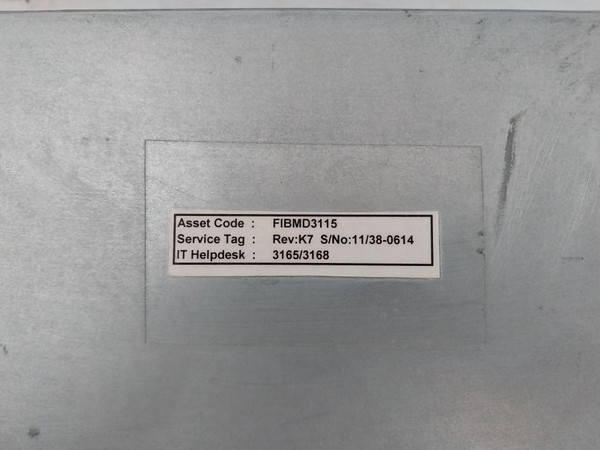 Asset Code : FIBMD3115
Service Tag : Rev:K7 S/No:11/38-0614
IT Helpdesk : 3165/3168